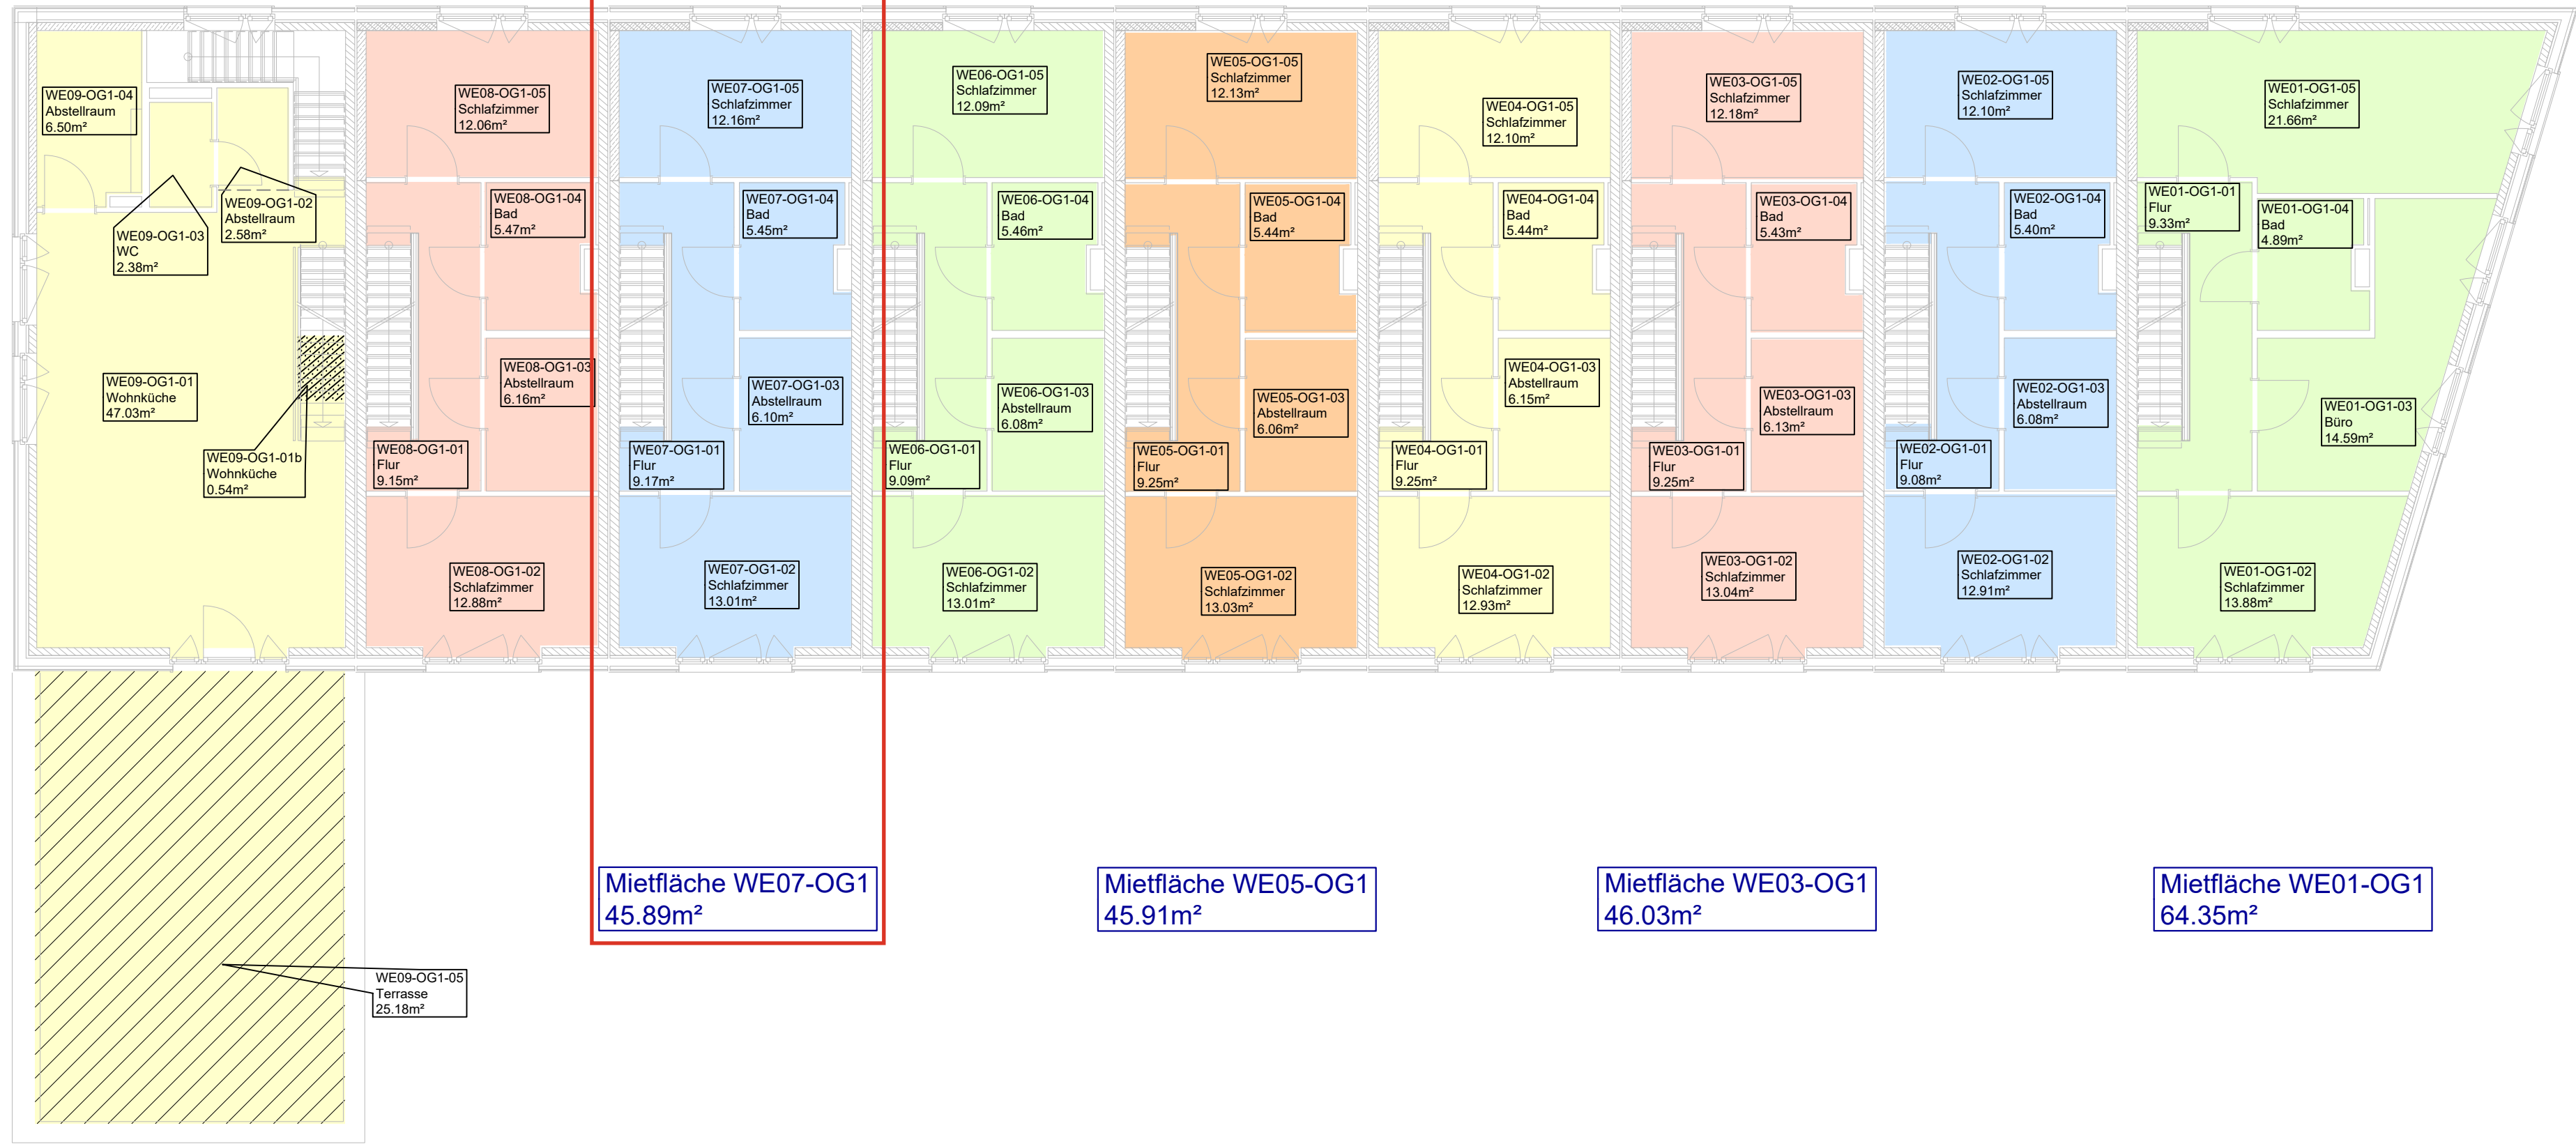 WE09-OG1-04
Abstellraum
6.50m²
WE09-OG1-03
WC
2.38m²
WE09-OG1-02
Abstellraum
2.58m²
WE09-OG1-01
Wohnküche
47.03m²
WE09-OG1-01b
Wohnküche
0.54m²
WE09-OG1-05
Terrasse
25.18m²
WE08-OG1-05
Schlafzimmer
12.06m²
WE08-OG1-04
Bad
5.47m²
WE08-OG1-03
Abstellraum
6.16m²
WE08-OG1-01
Flur
9.15m²
WE08-OG1-02
Schlafzimmer
12.88m²
WE07-OG1-05
Schlafzimmer
12.16m²
WE07-OG1-04
Bad
5.45m²
WE07-OG1-03
Abstellraum
6.10m²
WE07-OG1-01
Flur
9.17m²
WE07-OG1-02
Schlafzimmer
13.01m²
WE06-OG1-05
Schlafzimmer
12.09m²
WE06-OG1-04
Bad
5.46m²
WE06-OG1-03
Abstellraum
6.08m²
WE06-OG1-01
Flur
9.09m²
WE06-OG1-02
Schlafzimmer
13.01m²
WE05-OG1-05
Schlafzimmer
12.13m²
WE05-OG1-04
Bad
5.44m²
WE05-OG1-03
Abstellraum
6.06m²
WE05-OG1-01
Flur
9.25m²
WE05-OG1-02
Schlafzimmer
13.03m²
WE04-OG1-05
Schlafzimmer
12.10m²
WE04-OG1-04
Bad
5.44m²
WE04-OG1-03
Abstellraum
6.15m²
WE04-OG1-01
Flur
9.25m²
WE04-OG1-02
Schlafzimmer
12.93m²
WE03-OG1-05
Schlafzimmer
12.18m²
WE03-OG1-04
Bad
5.43m²
WE03-OG1-03
Abstellraum
6.13m²
WE03-OG1-01
Flur
9.25m²
WE03-OG1-02
Schlafzimmer
13.04m²
WE02-OG1-05
Schlafzimmer
12.10m²
WE02-OG1-04
Bad
5.40m²
WE02-OG1-03
Abstellraum
6.08m²
WE02-OG1-01
Flur
9.08m²
WE02-OG1-02
Schlafzimmer
12.91m²
WE01-OG1-05
Schlafzimmer
21.66m²
WE01-OG1-01
Flur
9.33m²
WE01-OG1-04
Bad
4.89m²
WE01-OG1-03
Büro
14.59m²
WE01-OG1-02
Schlafzimmer
13.88m²
Mietfläche WE07-OG1
45.89m²
Mietfläche WE05-OG1
45.91m²
Mietfläche WE03-OG1
46.03m²
Mietfläche WE01-OG1
64.35m²